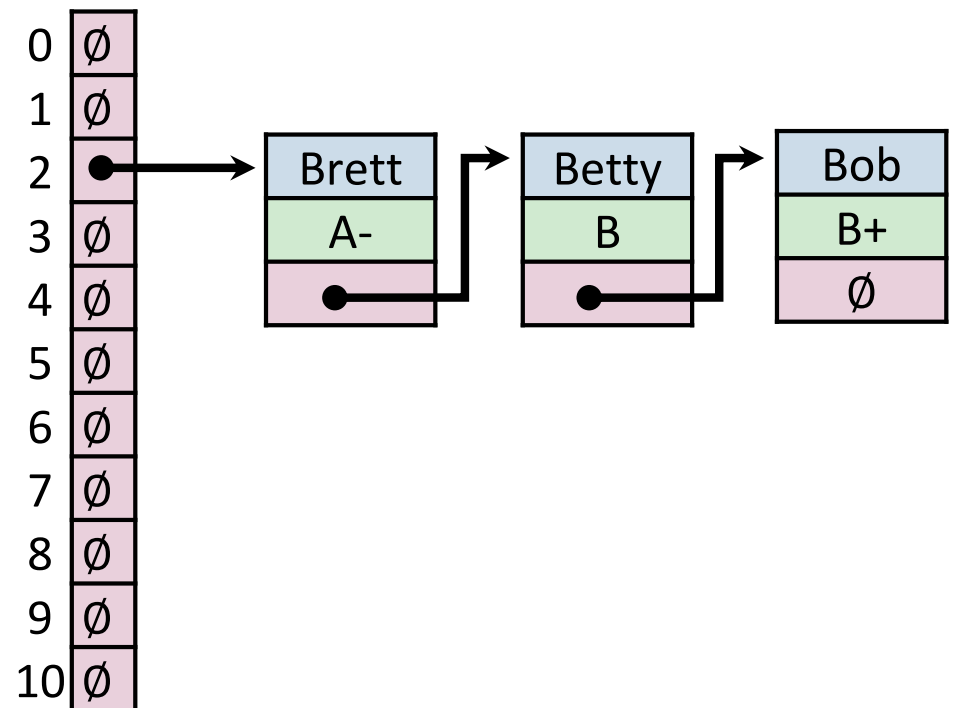 0 Ø
1 Ø
2 Brett Betty Bob
3 Ø A- B B+
4 Ø Ø
5 Ø
6 Ø
7 Ø
8 Ø
9 Ø
10 Ø